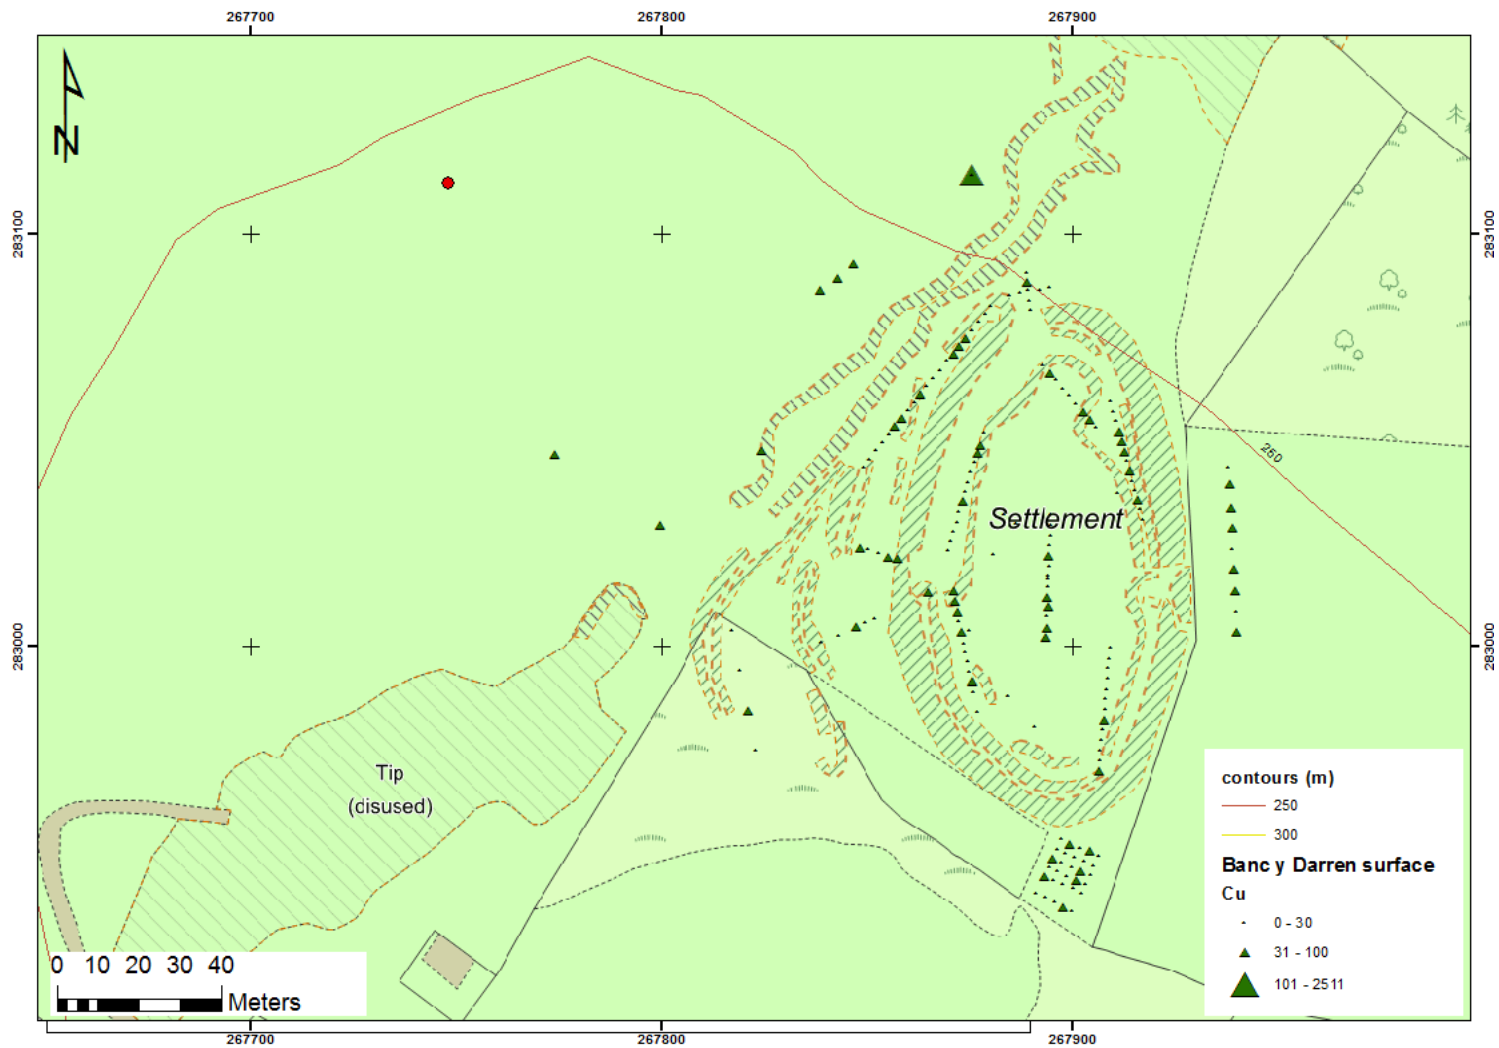 267700 267800 267900
N
283100 283100
250
Settlement
283000 283000
Tip
(disused)
contours (m)
250
300
Banc y Darren surface
Cu
0 - 30
31 - 100
101 - 2511
0 10 20 30 40
Meters
267700 267800 267900